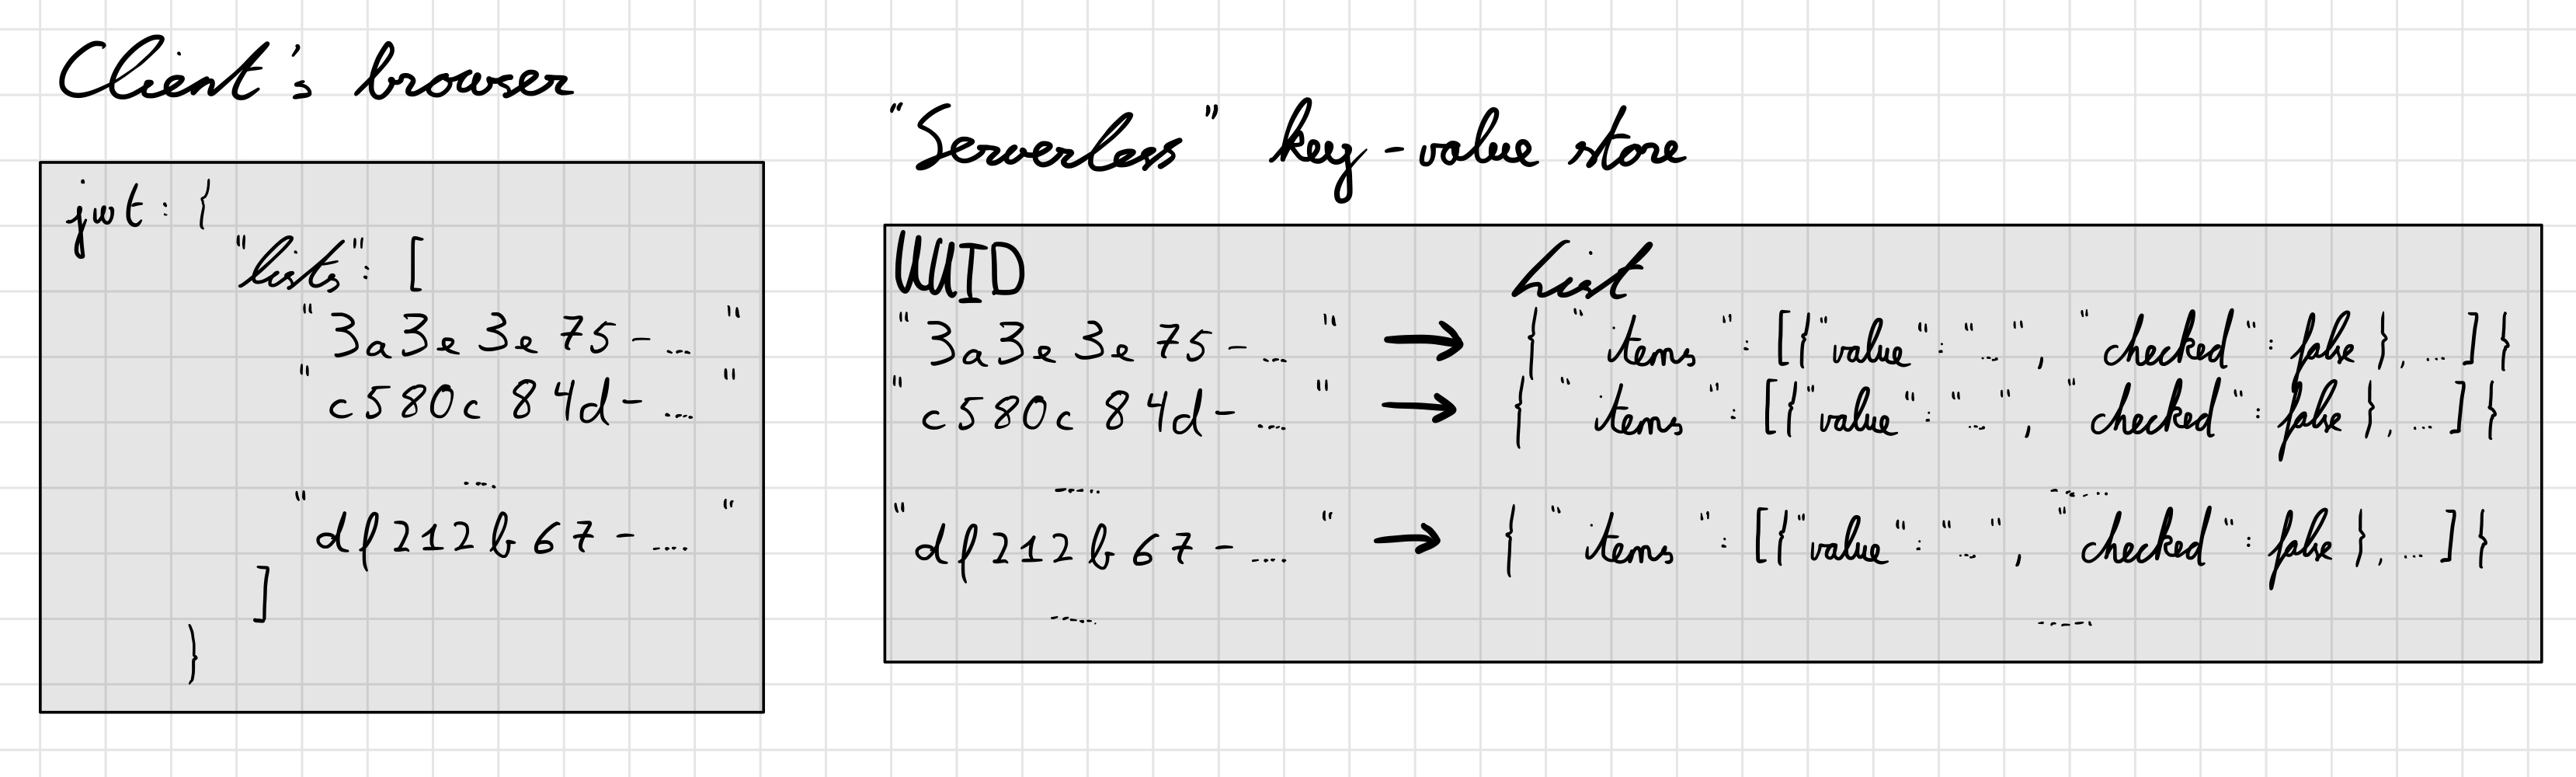 Client's browser
jwt: {
"lists": [
"3a3e3e75-..."
"c580c84d-..."
...
"df212b67-..."
]
}
"Serverless" key-value store
UUID List
"3a3e3e75-..." → { "items": [{"value": "...", "checked": false}, ...]}
"c580c84d-..." → { "items": [{"value": "...", "checked": false}, ...]}
... ...
"df212b67-..." → { "items": [{"value": "...", "checked": false}, ...]}
... ...